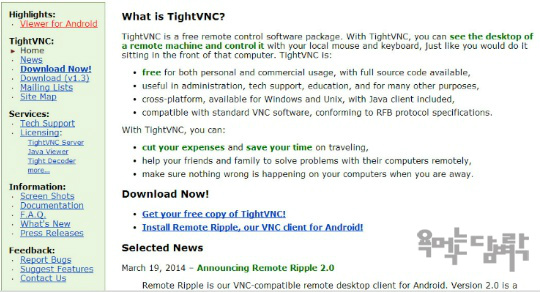 Highlights:
Viewer for Android
TightVNC:
Home
News
Download Now!
Download (v1.3)
Mailing Lists
Site Map
Services:
Tech Support
Licensing:
TightVNC Server
Java Viewer
Tight Decoder
more...
Information:
Screen Shots
Documentation
F.A.Q.
What's New
Press Releases
Feedback:
Report Bugs
Suggest Features
Contact Us
What is TightVNC?
TightVNC is a free remote control software package. With TightVNC, you can see the desktop
of a remote machine and control it with your local mouse and keyboard, just like you would do it
sitting in the front of that computer. TightVNC is:
free for both personal and commercial usage, with full source code available,
useful in administration, tech support, education, and for many other purposes,
cross-platform, available for Windows and Unix, with Java client included,
compatible with standard VNC software, conforming to RFB protocol specifications.
With TightVNC, you can:
cut your expenses and save your time on traveling,
help your friends and family to solve problems with their computers remotely,
make sure nothing wrong is happening on your computers when you are away.
Download Now!
Get your free copy of TightVNC!
Install Remote Ripple, our VNC client for Android!
Selected News
March 19, 2014 – Announcing Remote Ripple 2.0
Remote Ripple is our VNC-compatible remote desktop client for Android. Version 2.0 is a
욕먹는담팩